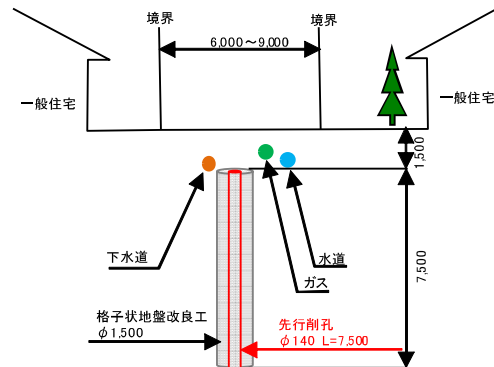 境界
境界
6,000～9,000
一般住宅
一般住宅
1,500
下水道
水道
ガス
7,500
格子状地盤改良工
φ1,500
先行削孔
φ140 L=7,500